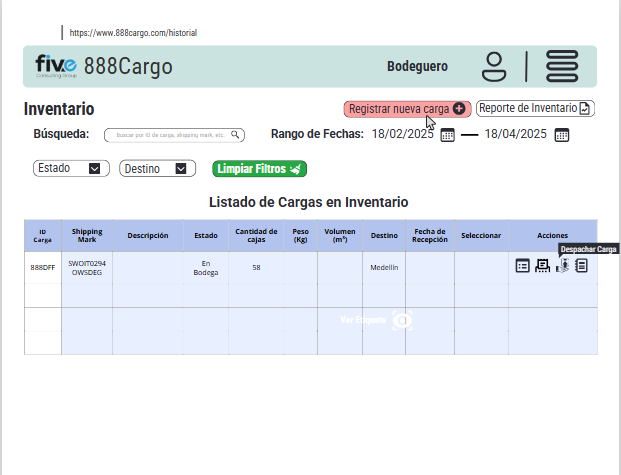 https://www.888cargo.com/historial
five
Consulting Group
888Cargo
Bodeguero
Inventario
Registrar nueva carga
Reporte de Inventario
Búsqueda:
Buscar por ID de carga, shipping mark, etc.
Rango de Fechas:
18/02/2025
18/04/2025
Estado
Destino
Limpiar Filtros
Listado de Cargas en Inventario
ID Carga
Shipping Mark
Descripción
Estado
Cantidad de cajas
Peso (Kg)
Volumen (m³)
Destino
Fecha de Recepción
Seleccionar
Acciones
Despachar Carga
888DFF
SWOIT0294
OWSDEG
En Bodega
58
Medellín
Ver Etiqueta